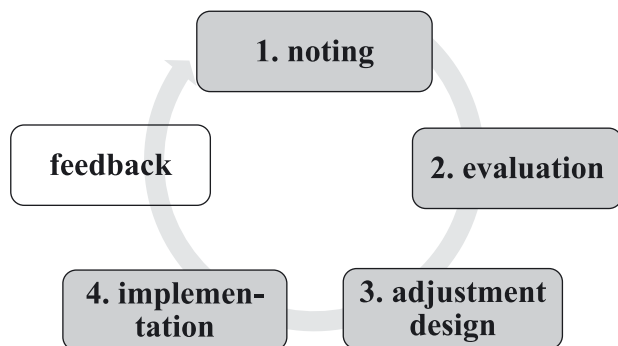 1. noting
2. evaluation
3. adjustment
design
4. implemen-
tation
feedback